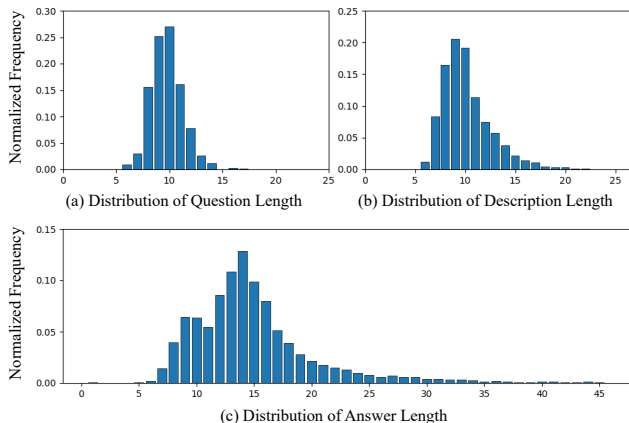 0.30
0.25
0.20
0.15
0.10
0.05
0.00
Normalized Frequency
0 5 10 15 20 25
(a) Distribution of Question Length
0.25
0.20
0.15
0.10
0.05
0.00
0 5 10 15 20 25
(b) Distribution of Description Length
0.15
0.10
0.05
0.00
Normalized Frequency
0 5 10 15 20 25 30 35 40 45
(c) Distribution of Answer Length